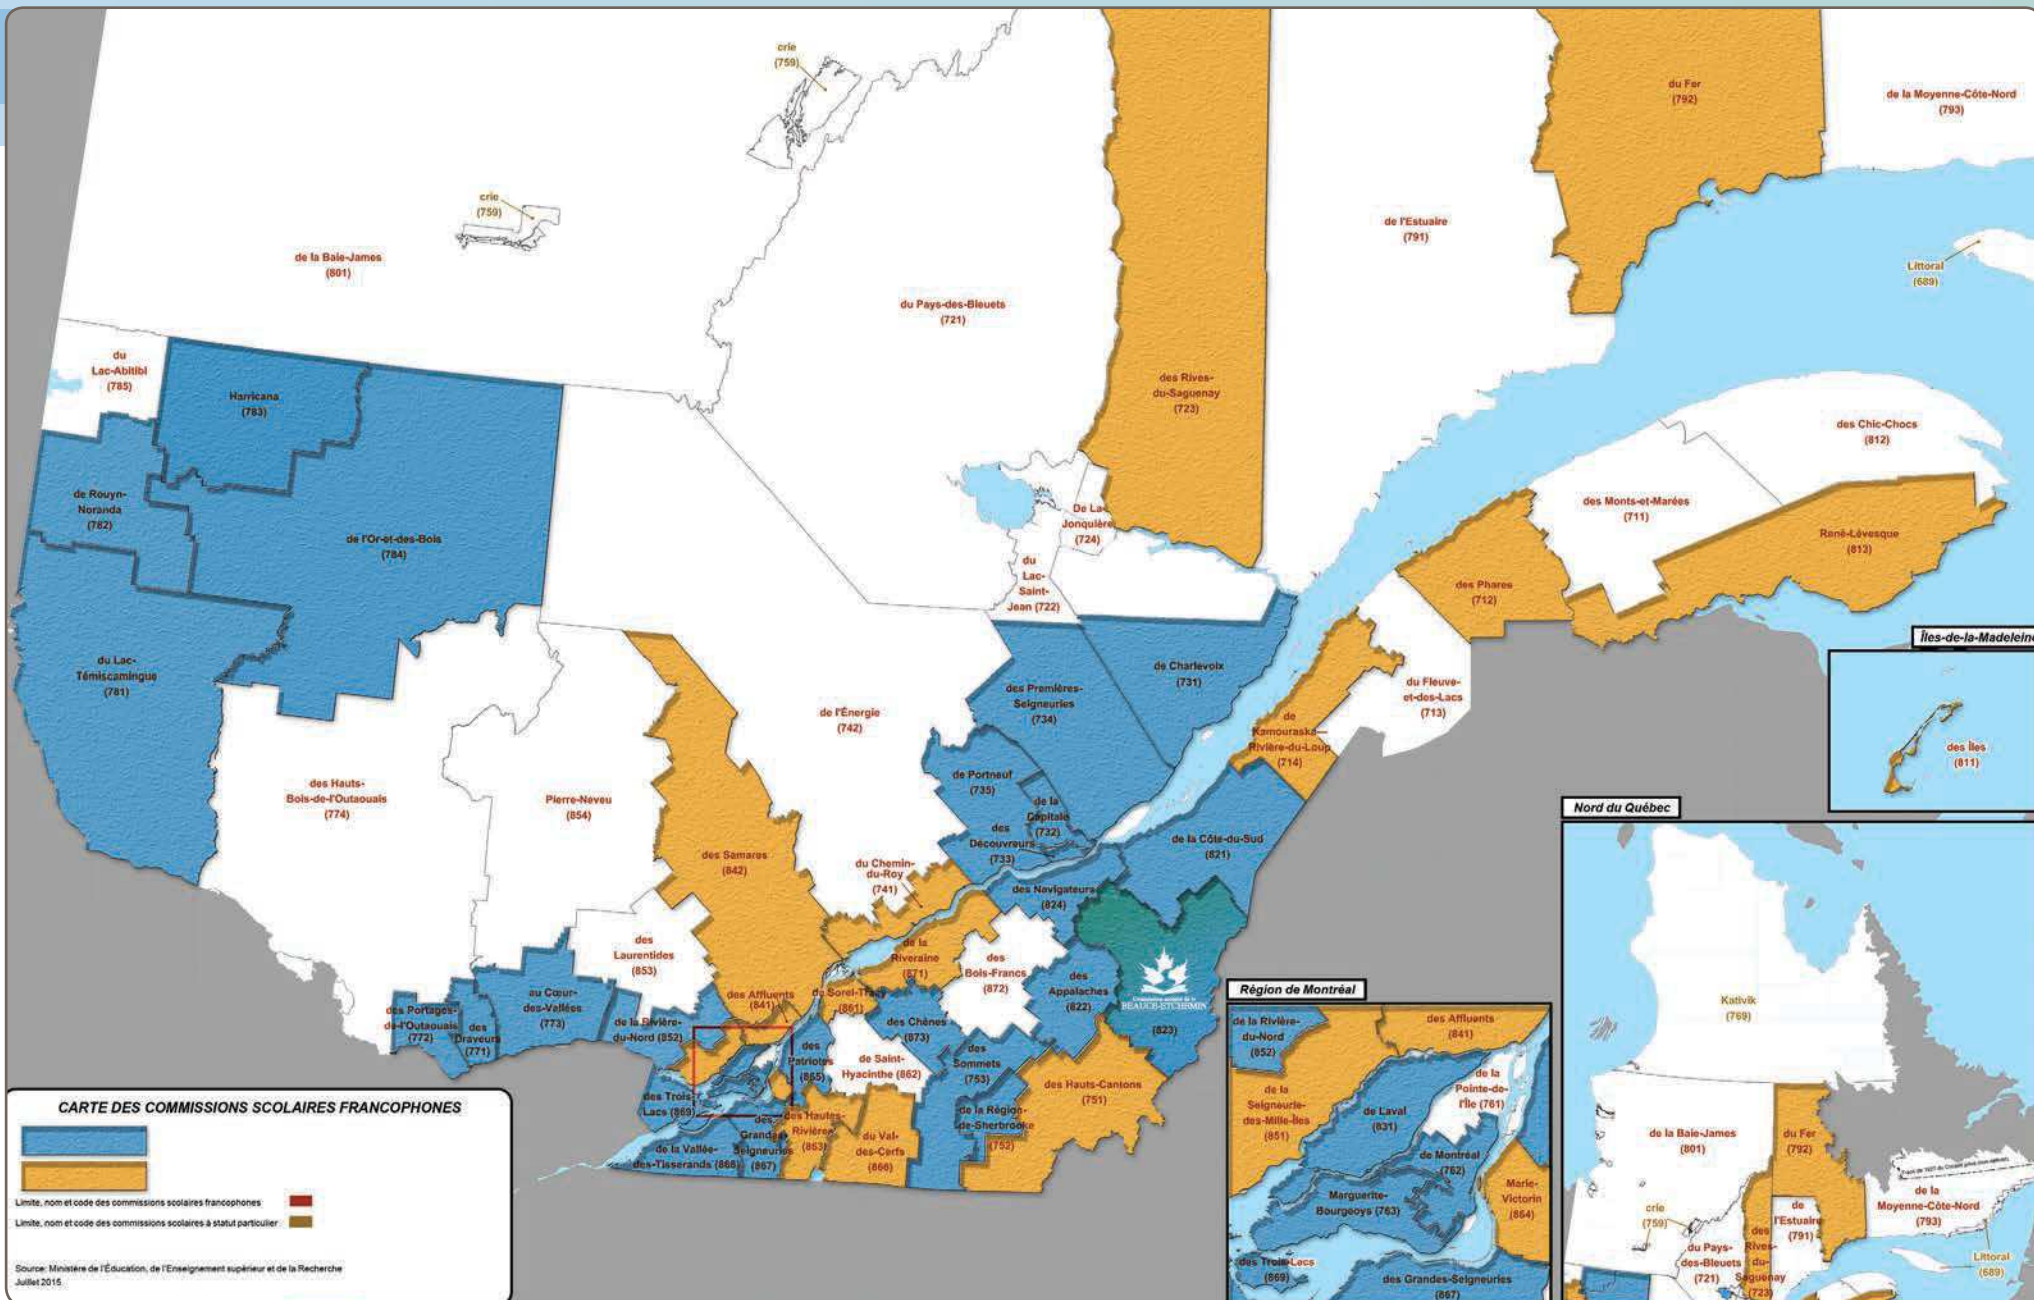 crie
(759)
du Fer
(792)
de la Moyenne-Côte-Nord
(793)
crie
(759)
de l'Estuaire
(791)
de la Baie-James
(801)
Littoral
(689)
du Pays-des-Bleuets
(721)
du
Lac-Abitibi
(785)
Harricana
(783)
des Rives-
du-Saguenay
(723)
des Chic-Chocs
(812)
de Rouyn-
Noranda
(782)
des Monts-et-Marées
(711)
De La
Jonquière
(724)
de l'Or-et-des-Bois
(784)
René-Lévesque
(813)
du
Lac-
Saint-
Jean (722)
des Phares
(712)
Îles-de-la-Madeleine
du Lac-
Témiscamingue
(781)
de Charlevoix
(731)
des Premières-
Seigneuries
(734)
du Fleuve-
et-des-Lacs
(713)
de l'Énergie
(742)
de
Kamouraska—
Rivière-du-Loup
(714)
des Îles
(811)
des Hauts-
Bois-de-l'Outaouais
(774)
Pierre-Neveu
(854)
de Portneuf
(735)
de la
Capitale
(732)
Nord du Québec
des
Découvreurs
(733)
de la Côte-du-Sud
(821)
des Samares
(842)
du Chemin-
du-Roy
(741)
des Navigateurs
(824)
des
Laurentides
(853)
de la
Riveraine
(871)
des
Bois-Francs
(872)
des
Appalaches
(822)
Commission scolaire de la
BEAUCE-ETCHEMIN
(823)
des Affluents
(841)
de Sorel-Tracy
(861)
au Cœur-
des-Vallées
(773)
des Portages-
de-l'Outaouais
(772)
des
Draveurs
(771)
de la Rivière-
du-Nord (852)
des Chênes
(873)
des
Patriotes
(865)
de Saint-
Hyacinthe (862)
des
Sommets
(753)
des Hauts-Cantons
(751)
des Trois-
Lacs (869)
des
Grandes-
Seigneuries
(867)
des Hautes-
Rivières
(863)
du Val-
des-Cerfs
(866)
de la Région-
de-Sherbrooke
(752)
de la Vallée-
des-Tisserands (868)
Région de Montréal
de la Rivière-
du-Nord
(852)
des Affluents
(841)
de la
Seigneurie-
des-Mille-Îles
(851)
de la
Pointe-de-
l'Île (761)
de Laval
(831)
de Montréal
(762)
Marguerite-
Bourgeoys (763)
Marie-
Victorin
(864)
des Trois-Lacs
(869)
des Grandes-Seigneuries
(867)
Kativik
(769)
de la Baie-James
(801)
du Fer
(792)
crie
(759)
de
l'Estuaire
(791)
de la
Moyenne-Côte-Nord
(793)
du Pays-
des-Bleuets
(721)
des
Rives-
du-
Saguenay
(723)
Littoral
(689)
CARTE DES COMMISSIONS SCOLAIRES FRANCOPHONES
Limite, nom et code des commissions scolaires francophones
Limite, nom et code des commissions scolaires à statut particulier
Source: Ministère de l'Éducation, de l'Enseignement supérieur et de la Recherche
Juillet 2015